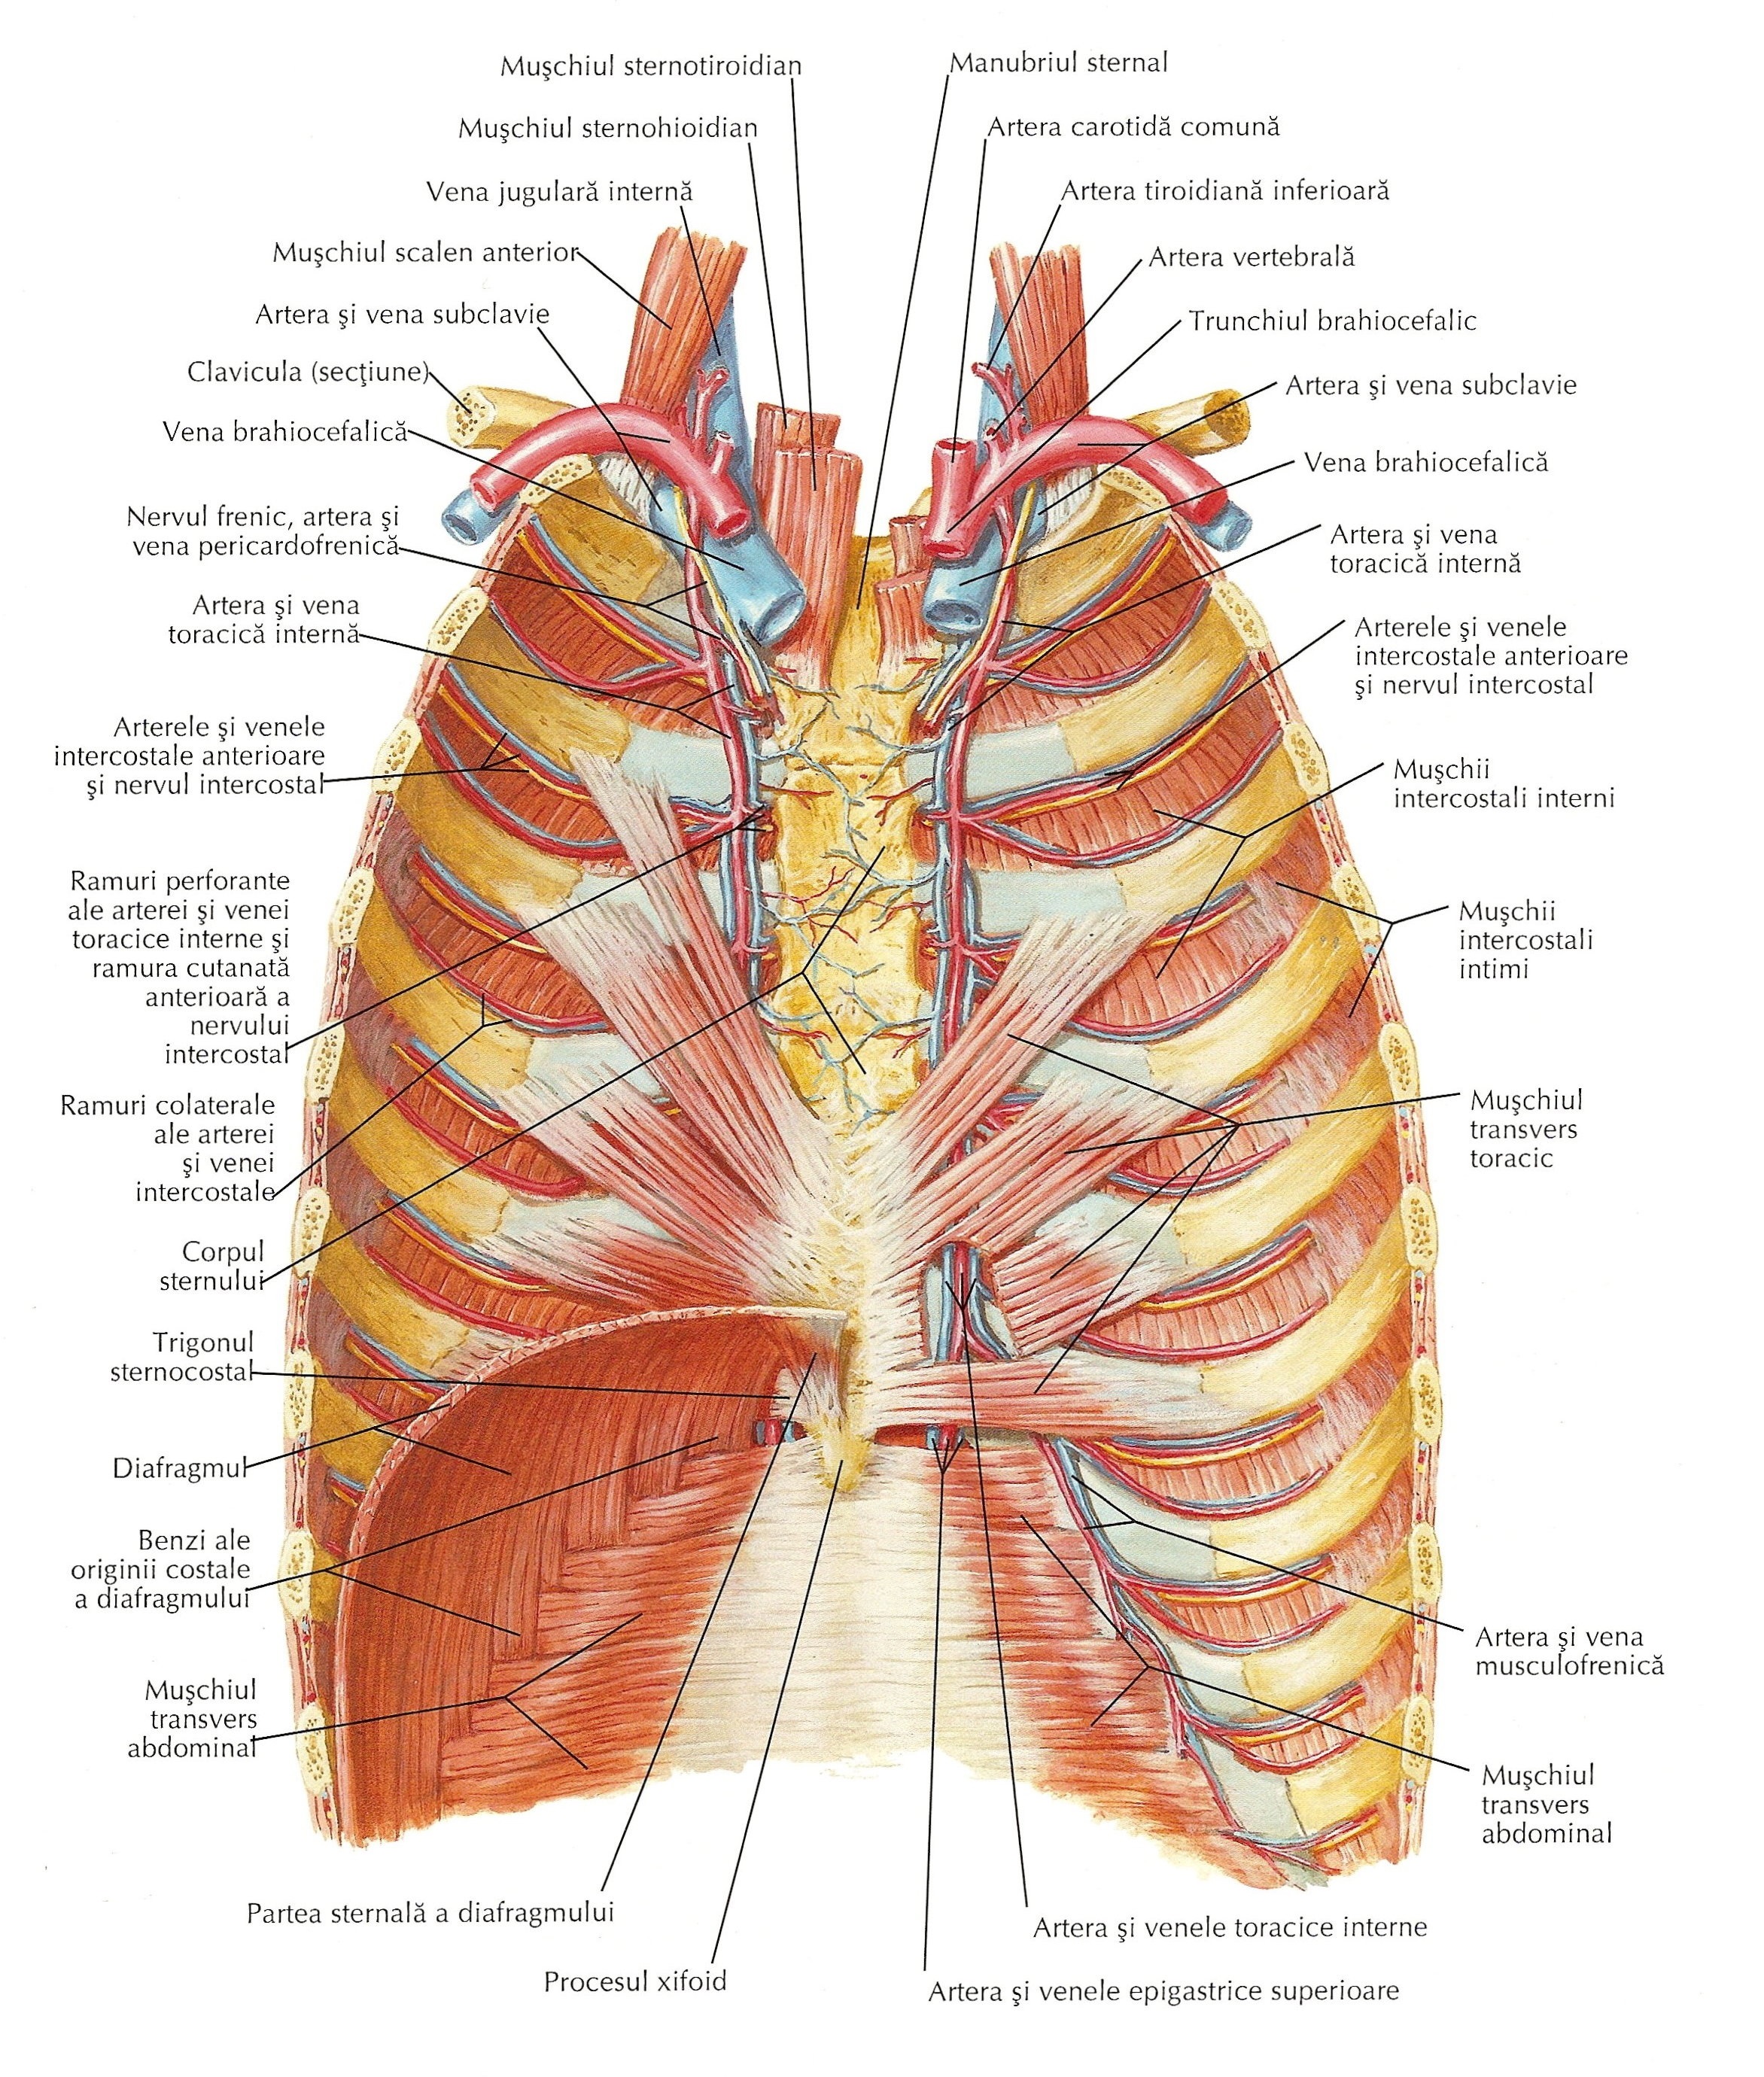 Muşchiul sternotiroidian
Muşchiul sternohioidian
Vena jugulară internă
Muşchiul scalen anterior
Artera şi vena subclavie
Clavicula (secţiune)
Vena brahiocefalică
Nervul frenic, artera şi
vena pericardofrenică
Artera şi vena
toracică internă
Arterele şi venele
intercostale anterioare
şi nervul intercostal
Ramuri perforante
ale arterei şi venei
toracice interne şi
ramura cutanată
anterioară a
nervului
intercostal
Ramuri colaterale
ale arterei
şi venei
intercostale
Corpul
sternului
Trigonul
sternocostal
Diafragmul
Benzi ale
originii costale
a diafragmului
Muşchiul
transvers
abdominal
Partea sternală a diafragmului
Procesul xifoid
Manubriul sternal
Artera carotidă comună
Artera tiroidiană inferioară
Artera vertebrală
Trunchiul brahiocefalic
Artera şi vena subclavie
Vena brahiocefalică
Artera şi vena
toracică internă
Arterele şi venele
intercostale anterioare
şi nervul intercostal
Muşchii
intercostali interni
Muşchii
intercostali
intimi
Muşchiul
transvers
toracic
Artera şi vena
musculofrenică
Muşchiul
transvers
abdominal
Artera şi venele toracice interne
Artera şi venele epigastrice superioare